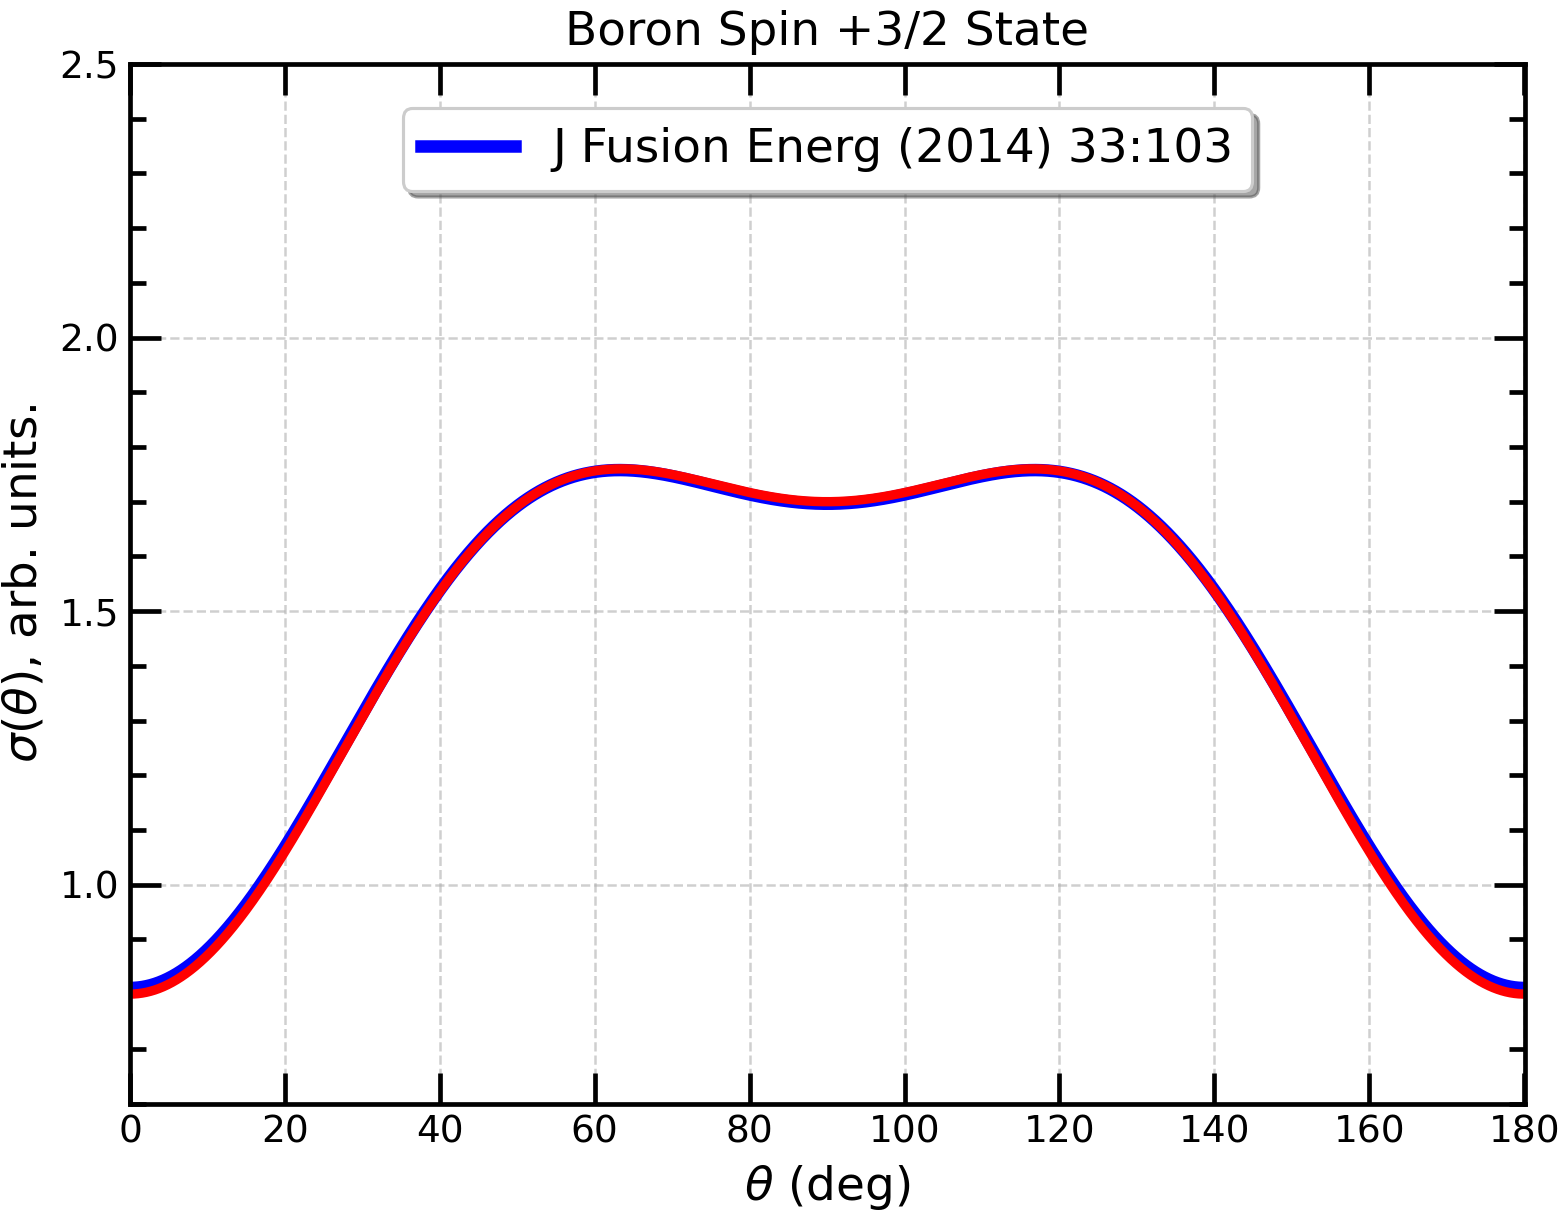 Boron Spin +3/2 State
J Fusion Energ (2014) 33:103
σ(θ), arb. units.
2.5
2.0
1.5
1.0
0 20 40 60 80 100 120 140 160 180
θ (deg)